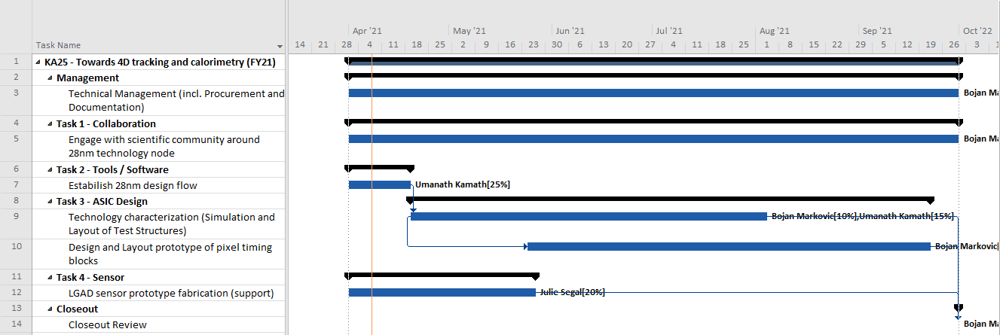 Apr '21 May '21 Jun '21 Jul '21 Aug '21 Sep '21 Oct '22
Task Name 14 21 28 4 11 18 25 2 9 16 23 30 6 13 20 27 4 11 18 25 1 8 15 22 29 5 12 19 26 3 1
1 KA25 - Towards 4D tracking and calorimetry (FY21)
2 Management
3 Technical Management (incl. Procurement and Bojan Ma
Documentation)
4 Task 1 - Collaboration
5 Engage with scientific community around Bojan Ma
28nm technology node
6 Task 2 - Tools / Software
7 Estabilish 28nm design flow Umanath Kamath[25%]
8 Task 3 - ASIC Design
9 Technology characterization (Simulation and Bojan Markovic[10%],Umanath Kamath[15%]
Layout of Test Structures)
10 Design and Layout prototype of pixel timing Bojan Markovic[
blocks
11 Task 4 - Sensor
12 LGAD sensor prototype fabrication (support) Julie Segal[20%]
13 Closeout
14 Closeout Review Bojan Ma